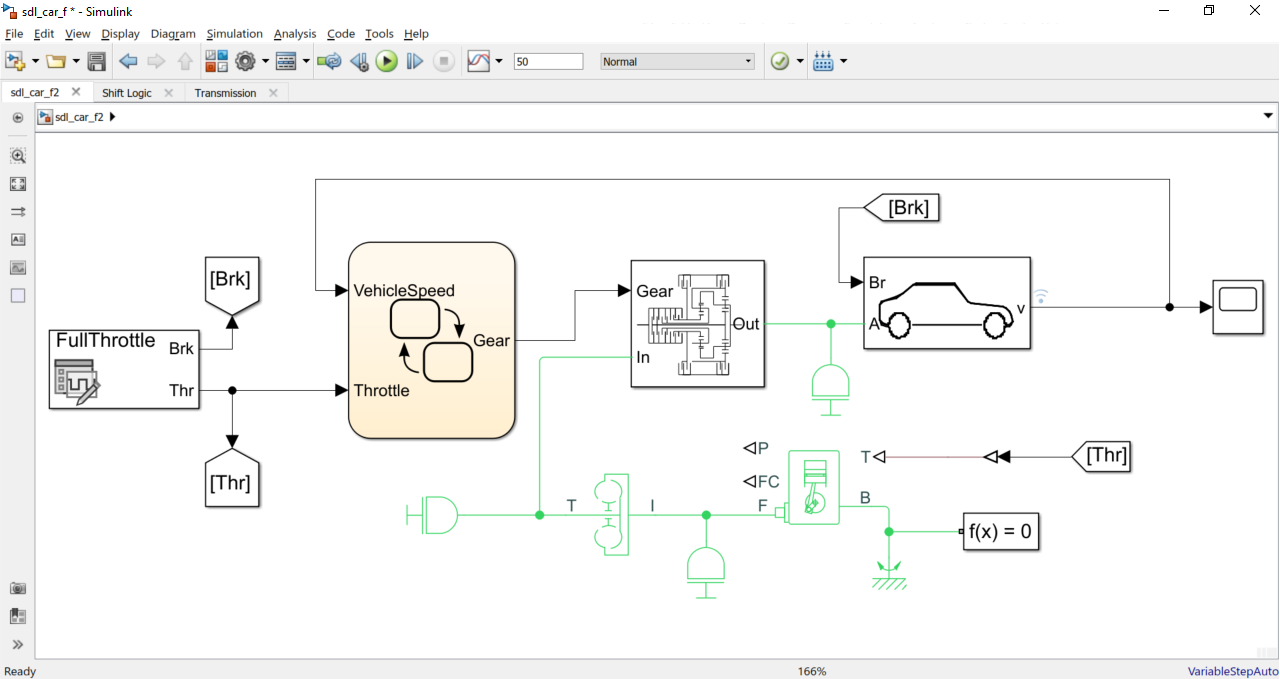 sdl_car_f * - Simulink
File Edit View Display Diagram Simulation Analysis Code Tools Help
50 Normal
sdl_car_f2 Shift Logic Transmission
sdl_car_f2
[Brk]
[Brk]
FullThrottle
Brk
Thr
[Thr]
VehicleSpeed
Gear
Throttle
Gear
Out
In
Br
A
v
P
FC
F
T
[Thr]
B
T
I
f(x) = 0
Ready 166% VariableStepAuto